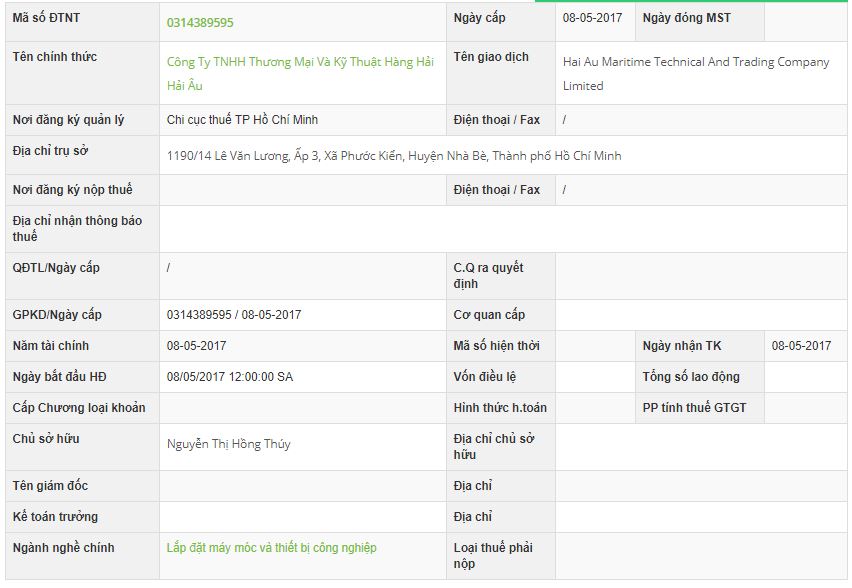 Mã số ĐTNT 0314389595 Ngày cấp 08-05-2017 Ngày đóng MST
Tên chính thức Công Ty TNHH Thương Mại Và Kỹ Thuật Hàng Hải Hải Âu Tên giao dịch Hai Au Maritime Technical And Trading Company Limited
Nơi đăng ký quản lý Chi cục thuế TP Hồ Chí Minh Điện thoại / Fax /
Địa chỉ trụ sở 1190/14 Lê Văn Lương, Ấp 3, Xã Phước Kiển, Huyện Nhà Bè, Thành phố Hồ Chí Minh
Nơi đăng ký nộp thuế Điện thoại / Fax /
Địa chỉ nhận thông báo thuế
QĐTL/Ngày cấp / C.Q ra quyết định
GPKD/Ngày cấp 0314389595 / 08-05-2017 Cơ quan cấp
Năm tài chính 08-05-2017 Mã số hiện thời Ngày nhận TK 08-05-2017
Ngày bắt đầu HĐ 08/05/2017 12:00:00 SA Vốn điều lệ Tổng số lao động
Cấp Chương loại khoản Hình thức h.toán PP tính thuế GTGT
Chủ sở hữu Nguyễn Thị Hồng Thúy Địa chỉ chủ sở hữu
Tên giám đốc Địa chỉ
Kế toán trưởng Địa chỉ
Ngành nghề chính Lắp đặt máy móc và thiết bị công nghiệp Loại thuế phải nộp